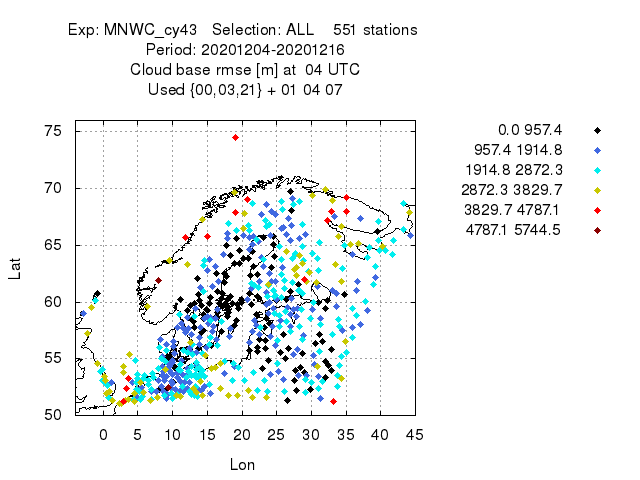 Exp: MNWC_cy43   Selection: ALL    551 stations
Period: 20201204-20201216
Cloud base rmse [m] at  04 UTC
Used {00,03,21} + 01 04 07
0.0 957.4
957.4 1914.8
1914.8 2872.3
2872.3 3829.7
3829.7 4787.1
4787.1 5744.5
75
70
65
60
55
50
Lat
0 5 10 15 20 25 30 35 40 45
Lon